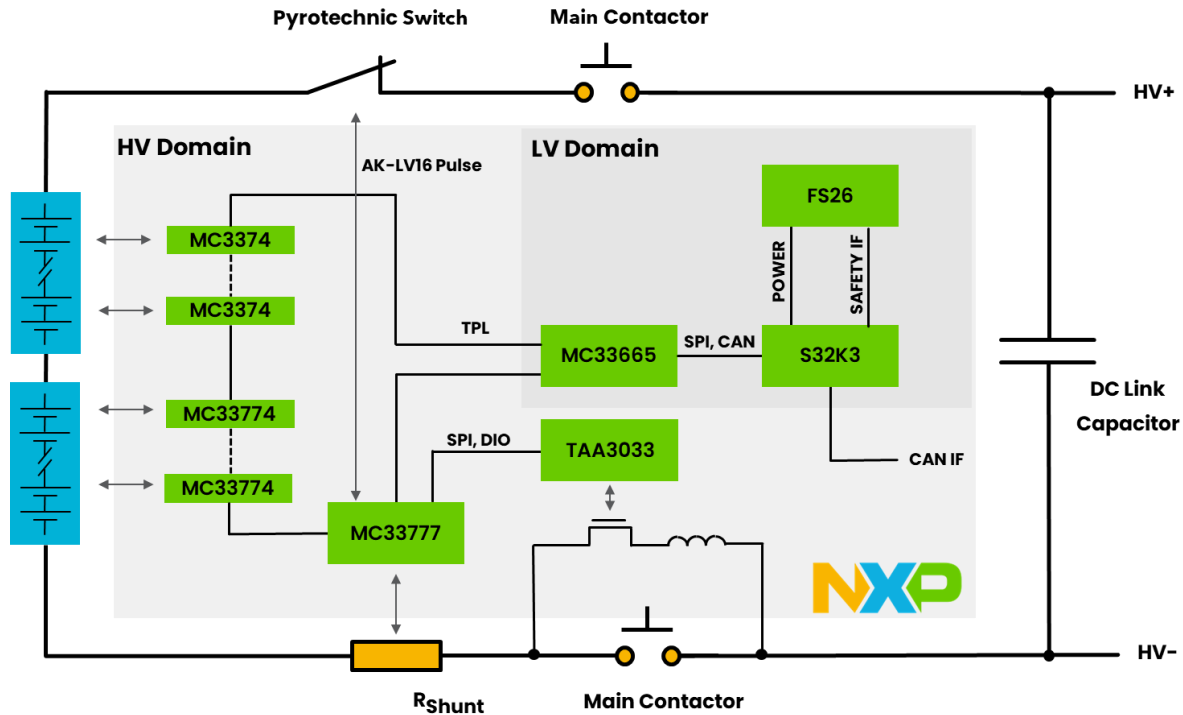 Pyrotechnic Switch
Main Contactor
HV+
HV Domain
LV Domain
AK-LV16 Pulse
FS26
MC3374
POWER
SAFETY IF
MC3374
TPL
MC33665
SPI, CAN
S32K3
DC Link
Capacitor
MC33774
SPI, DIO
TAA3033
CAN IF
MC33774
MC33777
NXP
HV-
RShunt
Main Contactor